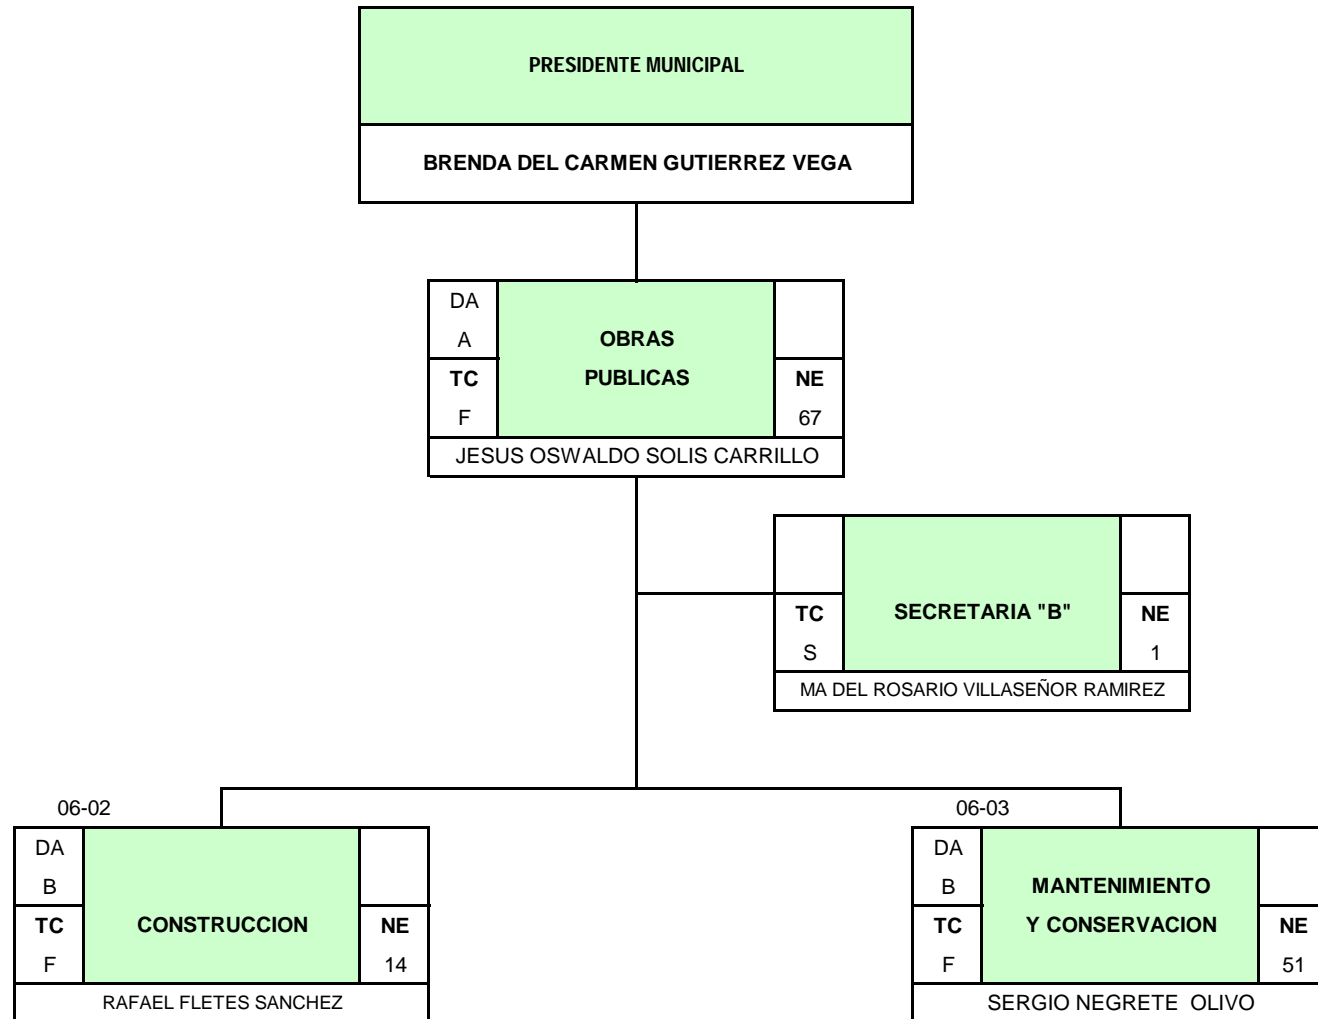 PRESIDENTE MUNICIPAL
BRENDA DEL CARMEN GUTIERREZ VEGA
DA
A
OBRAS
PUBLICAS
TC
F
NE
67
JESUS OSWALDO SOLIS CARRILLO
TC
S
SECRETARIA "B"
NE
1
MA DEL ROSARIO VILLASEÑOR RAMIREZ
06-02
DA
B
TC
F
CONSTRUCCION
NE
14
RAFAEL FLETES SANCHEZ
06-03
DA
B
TC
F
MANTENIMIENTO
Y CONSERVACION
NE
51
SERGIO NEGRETE OLIVO